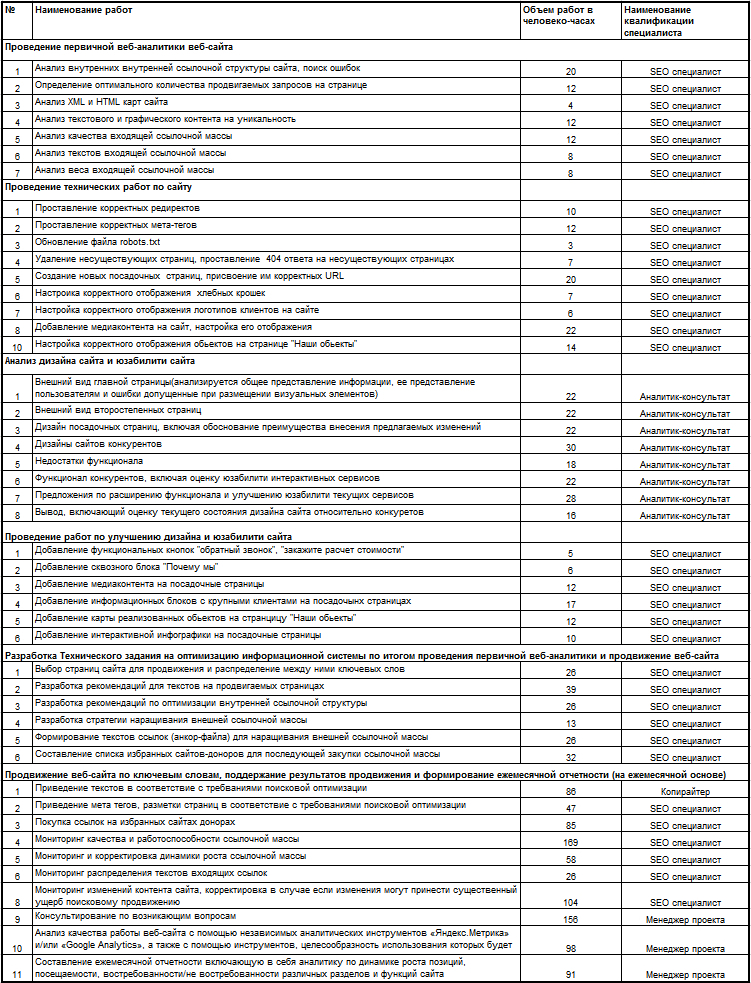 № Наименование работ Объем работ в Наименование
человеко-часах квалификации
специалиста
Проведение первичной веб-аналитики веб-сайта
1 Анализ внутренних внутренней ссылочной структуры сайта, поиск ошибок 20 SEO специалист
2 Определение оптимального количества продвигаемых запросов на странице 12 SEO специалист
3 Анализ XML и HTML карт сайта 4 SEO специалист
4 Анализ текстового и графического контента на уникальность 12 SEO специалист
5 Анализ качества входящей ссылочной массы 12 SEO специалист
6 Анализ текстов входящей ссылочной массы 8 SEO специалист
7 Анализ веса входящей ссылочной массы 8 SEO специалист
Проведение технических работ по сайту
1 Проставление корректных редиректов 10 SEO специалист
2 Проставление корректных мета-тегов 12 SEO специалист
3 Обновление файла robots.txt 3 SEO специалист
4 Удаление несуществующих страниц, проставление 404 ответа на несуществующих страницах 7 SEO специалист
5 Создание новых посадочных страниц, присвоение им корректных URL 20 SEO специалист
6 Настройка корректного отображения хлебных крошек 7 SEO специалист
7 Настройка корректного отображения логотипов клиентов на сайте 6 SEO специалист
8 Добавление медиаконтента на сайт, настройка его отображения 22 SEO специалист
10 Настройка корректного отображения обьектов на странице "Наши обьекты" 14 SEO специалист
Анализ дизайна сайта и юзабилити сайта
Внешний вид главной страницы(анализируется общее представление информации, ее представление
1 пользователям и ошибки допущенные при размещении визуальных элементов) 22 Аналитик-консультат
2 Внешний вид второстепенных страниц 22 Аналитик-консультат
3 Дизайн посадочных страниц, включая обоснование преимущества внесения предлагаемых изменений 22 Аналитик-консультат
4 Дизайны сайтов конкурентов 30 Аналитик-консультат
5 Недостатки функционала 18 Аналитик-консультат
6 Функционал конкурентов, включая оценку юзабилити интерактивных сервисов 22 Аналитик-консультат
7 Предложения по расширению функционала и улучшению юзабилити текущих сервисов 28 Аналитик-консультат
8 Вывод, включающий оценку текущего состояния дизайна сайта относительно конкуретов 16 Аналитик-консультат
Проведение работ по улучшению дизайна и юзабилити сайта
1 Добавление функциональных кнопок "обратный звонок", "закажите расчет стоимости" 5 SEO специалист
2 Добавление сквозного блока "Почему мы" 6 SEO специалист
3 Добавление медиаконтента на посадочные страницы 12 SEO специалист
4 Добавление информационных блоков с крупными клиентами на посадочынх страницах 17 SEO специалист
5 Добавление карты реализованных обьектов на странцицу "Наши обьекты" 12 SEO специалист
6 Добавление интерактивной инфографики на посадочные страницы 10 SEO специалист
Разработка Технического задания на оптимизацию информационной системы по итогом проведения первичной веб-аналитики и продвижение веб-сайта
1 Выбор страниц сайта для продвижения и распределение между ними ключевых слов 26 SEO специалист
2 Разработка рекомендаций для текстов на продвигаемых страницах 39 SEO специалист
3 Разработка рекомендаций по оптимизации внутренней ссылочной структуры 26 SEO специалист
4 Разработка стратегии наращивания внешней ссылочной массы 13 SEO специалист
5 Формирование текстов ссылок (анкор-файла) для наращивания внешней ссылочной массы 26 SEO специалист
6 Составление списка избранных сайтов-доноров для последующей закупки ссылочной массы 32 SEO специалист
Продвижение веб-сайта по ключевым словам, поддержание результатов продвижения и формирование ежемесячной отчетности (на ежемесячной основе)
1 Приведение текстов в соответствие с требваниями поисковой оптимизации 86 Копирайтер
2 Приведение мета тегов, разметки страниц в соответствие с требованиями поисковой оптимизации 47 SEO специалист
3 Покупка ссылок на избранных сайтах донорах 85 SEO специалист
4 Мониторинг качества и работоспособности ссылочной массы 169 SEO специалист
5 Мониторинг и корректировка динамики роста ссылочной массы 58 SEO специалист
6 Мониторинг распределения текстов входящих ссылок 26 SEO специалист
Мониторинг изменений контента сайта, корректировка в случае если изменения могут принести существенный
8 ущерб поисковому продвижению 104 SEO специалист
9 Консультирование по возникающим вопросам 156 Менеджер проекта
Анализ качества работы веб-сайта с помощью независимых аналитических инструментов «Яндекс.Метрика»
10 и/или «Google Analytics», а также с помощью инструментов, целесообразность использования которых будет 98 Менеджер проекта
Составление ежемесячной отчетности включающую в себя аналитику по динамике роста позиций,
11 посещаемости, востребованности/не востребованности различных разделов и функций сайта 91 Менеджер проекта